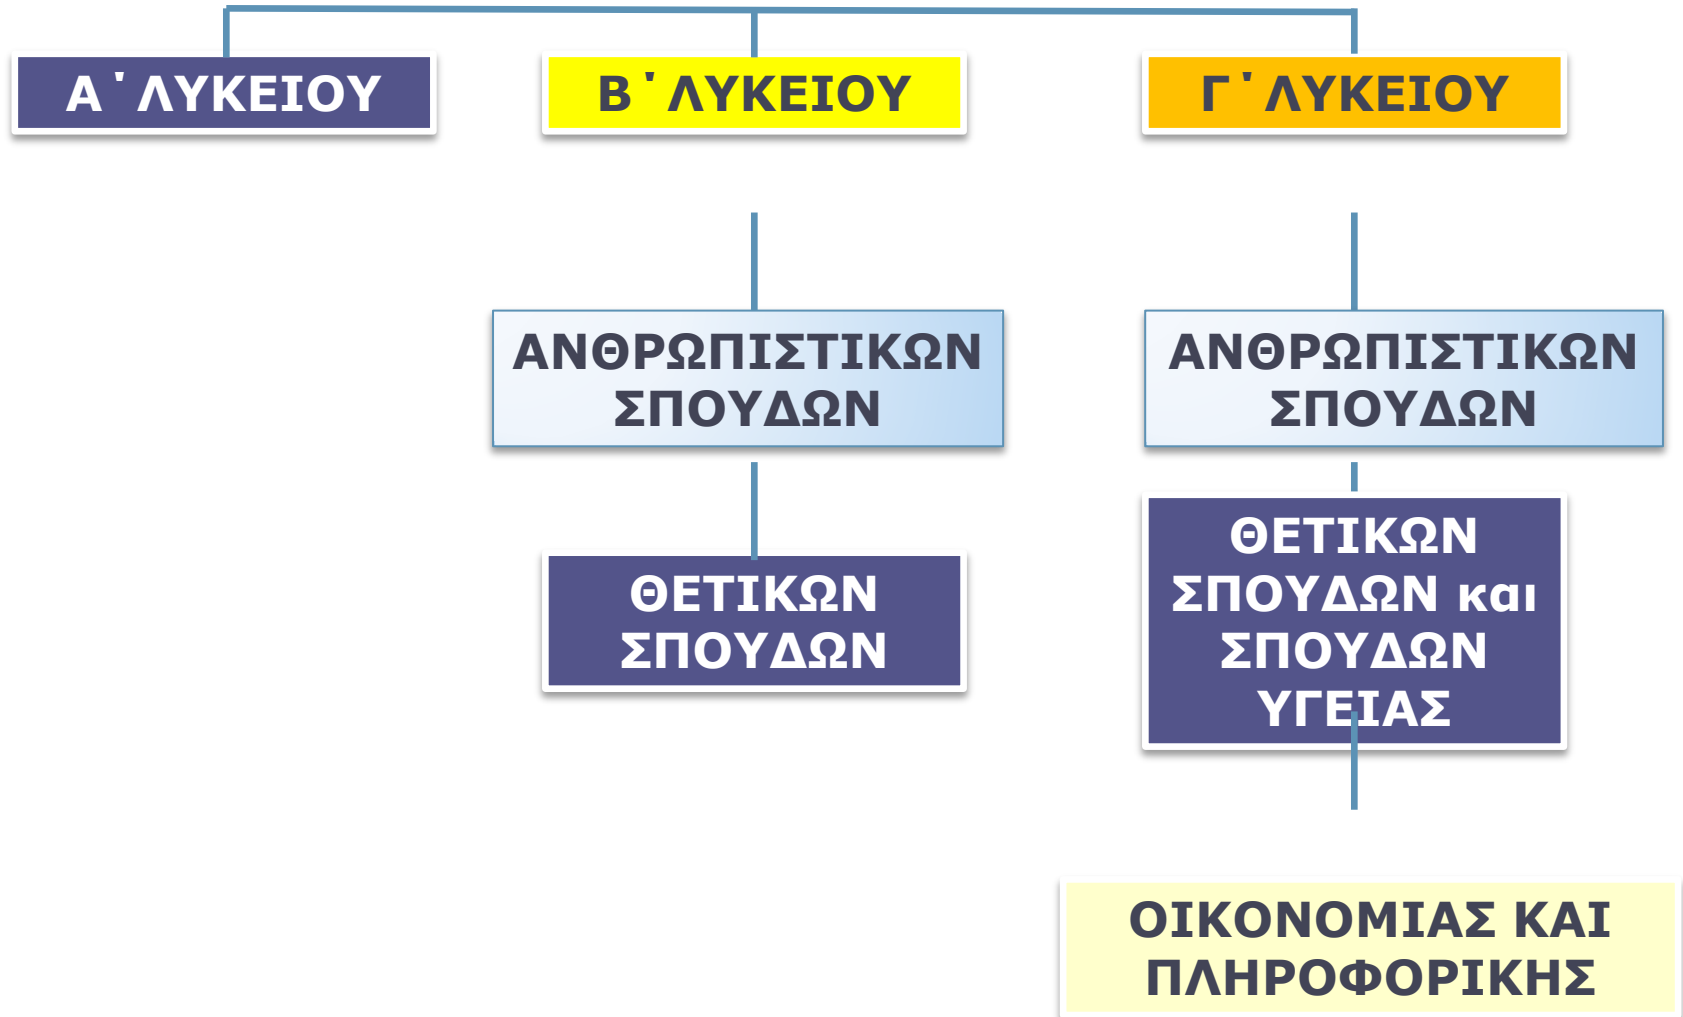 Α΄ΛΥΚΕΙΟΥ
Β΄ΛΥΚΕΙΟΥ
Γ΄ΛΥΚΕΙΟΥ
ΑΝΘΡΩΠΙΣΤΙΚΩΝ
ΣΠΟΥΔΩΝ
ΑΝΘΡΩΠΙΣΤΙΚΩΝ
ΣΠΟΥΔΩΝ
ΘΕΤΙΚΩΝ
ΣΠΟΥΔΩΝ
ΘΕΤΙΚΩΝ
ΣΠΟΥΔΩΝ και
ΣΠΟΥΔΩΝ
ΥΓΕΙΑΣ
ΟΙΚΟΝΟΜΙΑΣ ΚΑΙ
ΠΛΗΡΟΦΟΡΙΚΗΣ